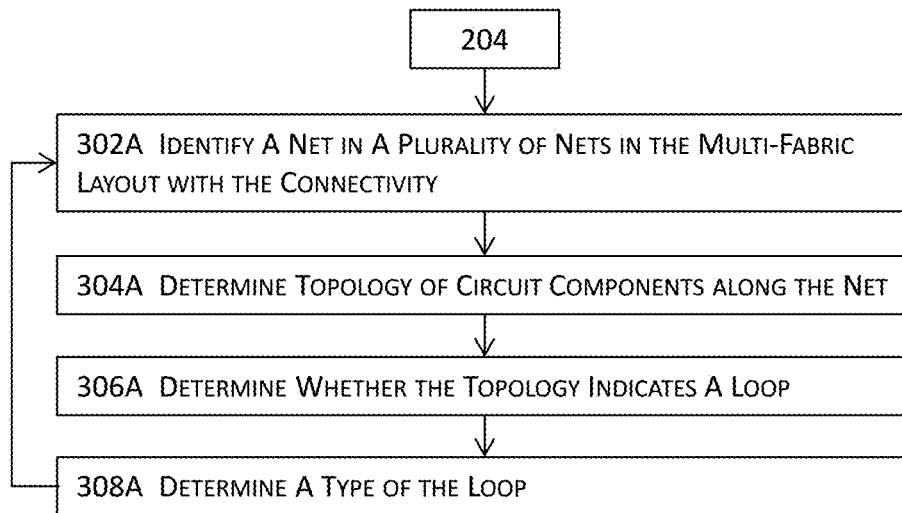 204
302A IDENTIFY A NET IN A PLURALITY OF NETS IN THE MULTI-FABRIC
LAYOUT WITH THE CONNECTIVITY
304A DETERMINE TOPOLOGY OF CIRCUIT COMPONENTS ALONG THE NET
306A DETERMINE WHETHER THE TOPOLOGY INDICATES A LOOP
308A DETERMINE A TYPE OF THE LOOP